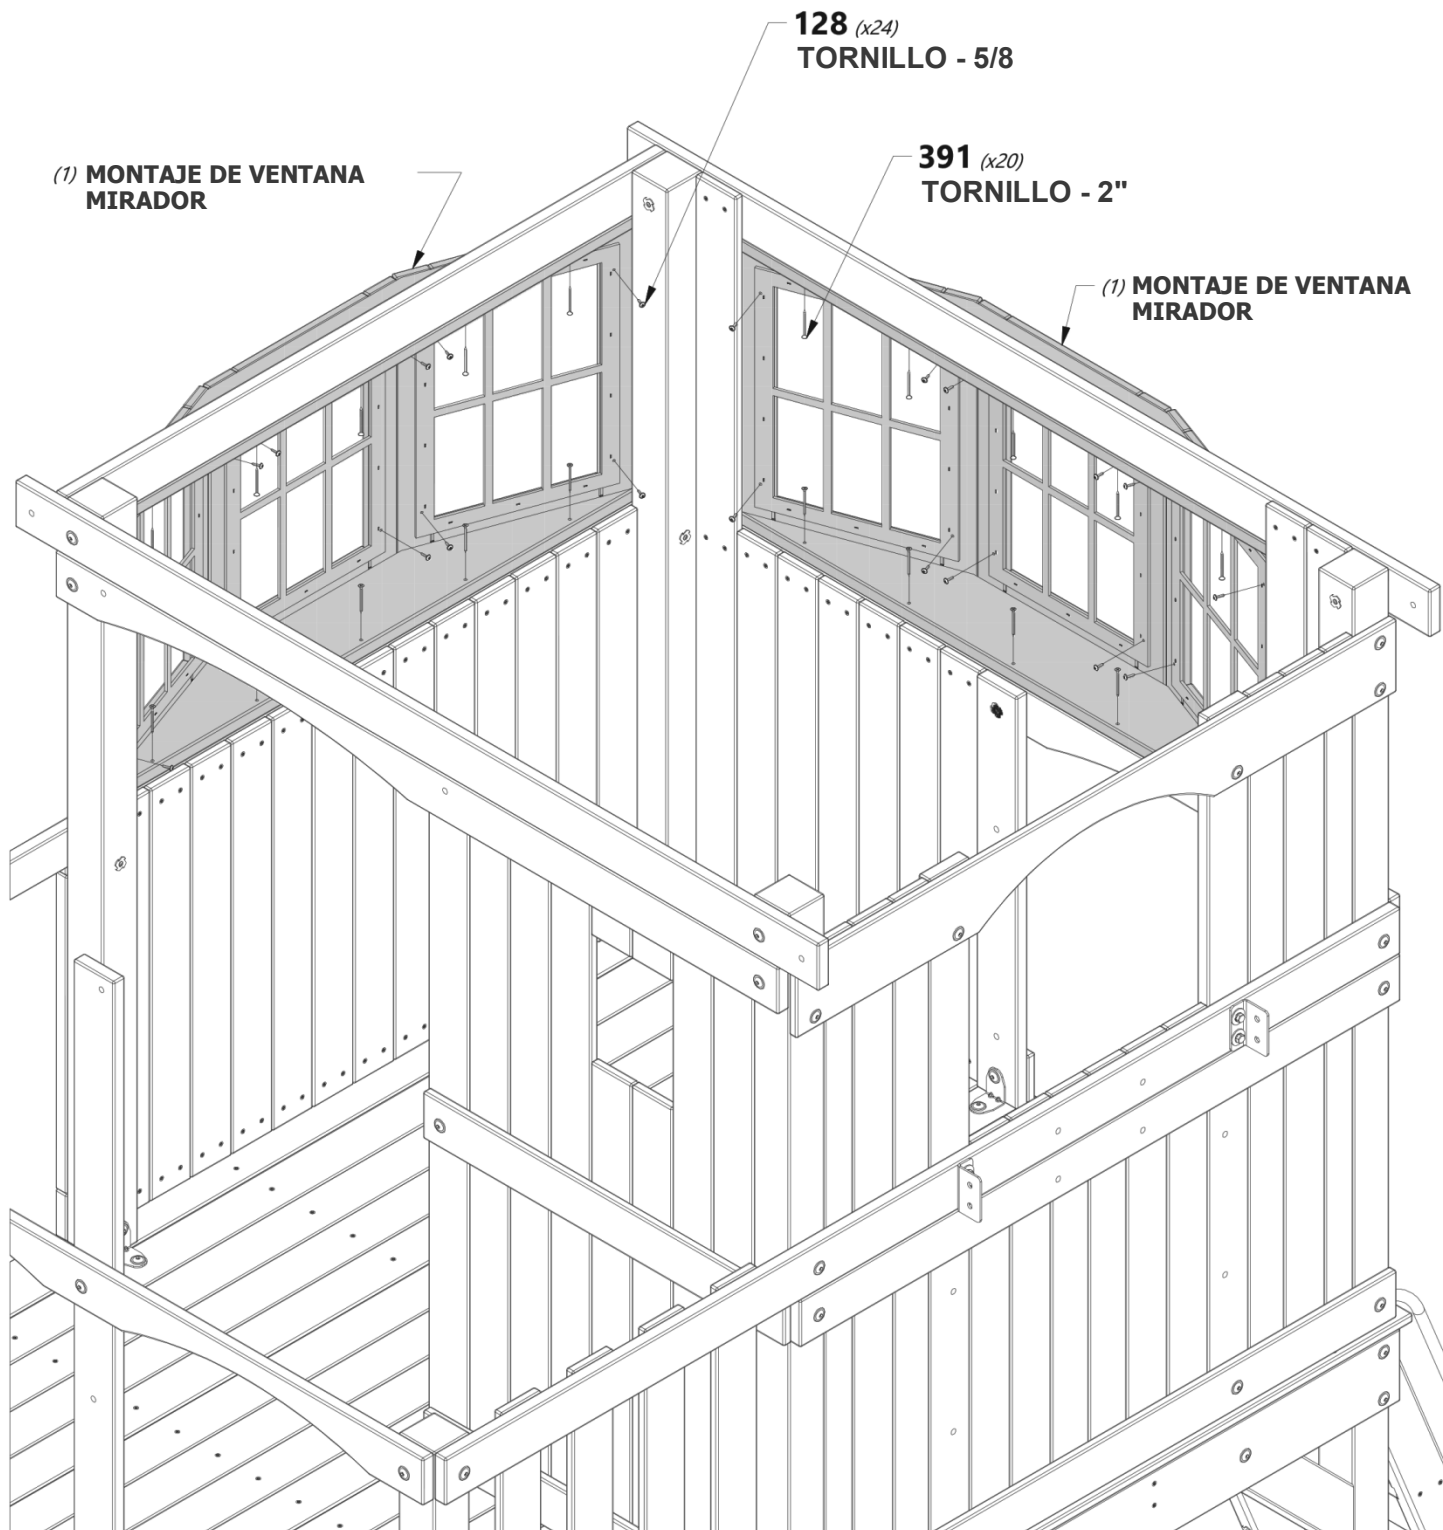 128 (x24)
TORNILLO - 5/8
391 (x20)
TORNILLO - 2"
(1) MONTAJE DE VENTANA
MIRADOR
(1) MONTAJE DE VENTANA
MIRADOR